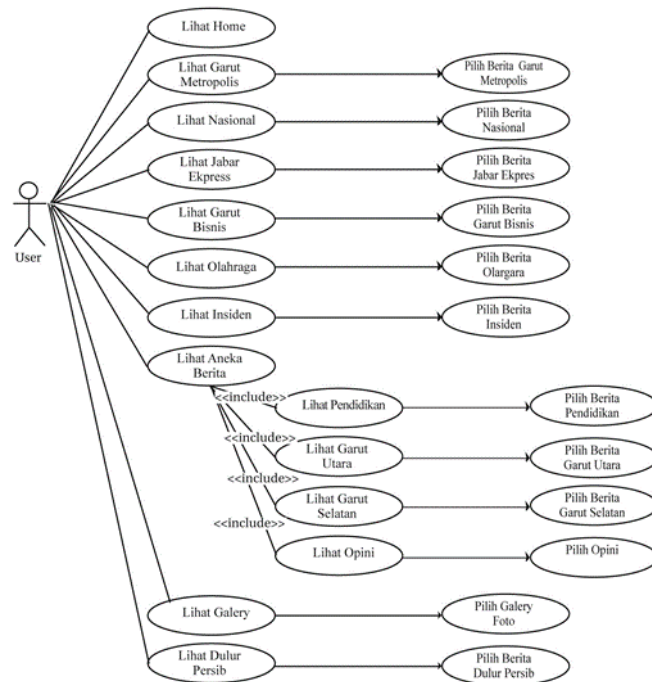 Lihat Home
Lihat Garut
Metropolis
Pilih Berita Garut
Metropolis
Lihat Nasional
Pilih Berita
Nasional
Lihat Jabar
Ekpress
Pilih Berita
Jabar Ekpres
User
Lihat Garut
Bisnis
Pilih Berita
Garut Bisnis
Lihat Olahraga
Pilih Berita
Olargara
Lihat Insiden
Pilih Berita
Insiden
Lihat Aneka
Berita
<<include>>
Lihat Pendidikan
Pilih Berita
Pendidikan
<<include>>
Lihat Garut
Utara
Pilih Berita
Garut Utara
<<include>>
Lihat Garut
Selatan
Pilih Berita
Garut Selatan
<<include>>
Lihat Opini
Pilih Opini
Lihat Galery
Pilih Galery
Foto
Lihat Dulur
Persib
Pilih Berita
Dulur Persib